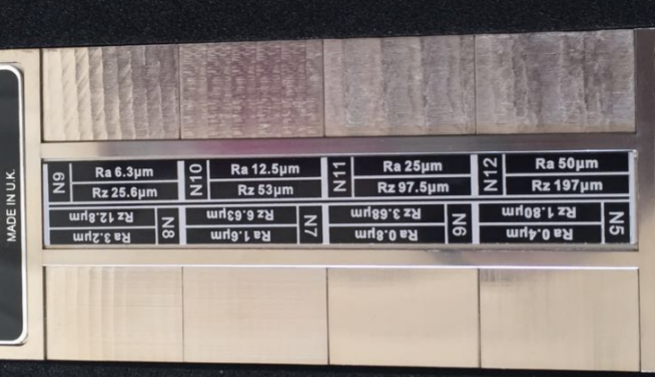 MADE IN U.K.
N9
Ra 6.3µm
Rz 25.6µm
N10
Ra 12.5µm
Rz 53µm
N11
Ra 25µm
Rz 97.5µm
N12
Ra 50µm
Rz 197µm
N5
Ra 0.4µm
Rz 1.80µm
N6
Ra 0.8µm
Rz 3.68µm
N7
Ra 1.6µm
Rz 6.63µm
N8
Ra 3.2µm
Rz 12.8µm